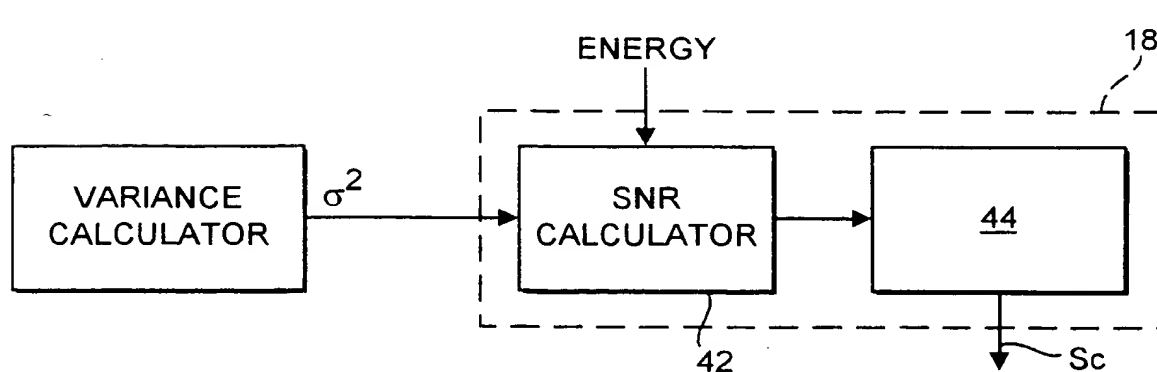 ENERGY
18
VARIANCE
CALCULATOR
σ²
SNR
CALCULATOR
44
42
Sc